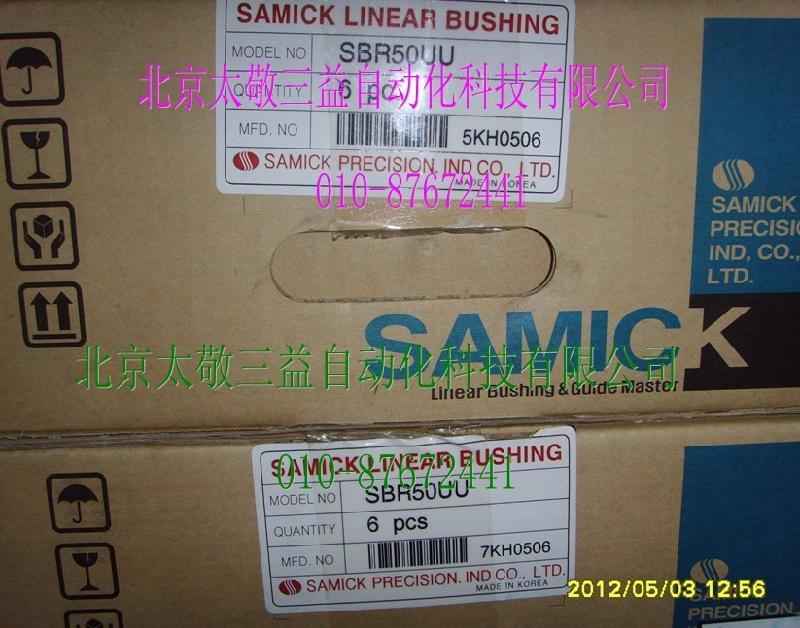 SAMICK LINEAR BUSHING
MODEL NO SBR50UU
QUANTITY 6 pcs
北京太敬三益自动化科技有限公司
MFD. NO 5KH0506
SAMICK PRECISION. IND CO., LTD.
MADE IN KOREA
010-87672441
SAMICK
PRECISION
IND, CO.,
LTD.
SAMICK
北京太敬三益自动化科技有限公司
Linear Bushing & Guide Master
SAMICK LINEAR BUSHING
010-87672441
MODEL NO SBR50UU
QUANTITY 6 pcs
MFD. NO 7KH0506
SAMICK PRECISION. IND CO., LTD.
MADE IN KOREA
2012/05/03 12:56
SAMICK
PRECISION